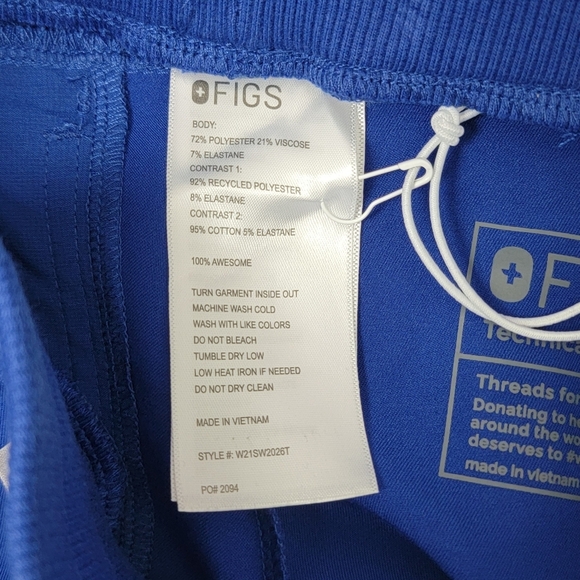 FIGS
BODY:
72% POLYESTER 21% VISCOSE
7% ELASTANE
CONTRAST 1:
92% RECYCLED POLYESTER
8% ELASTANE
CONTRAST 2:
95% COTTON 5% ELASTANE
100% AWESOME
TURN GARMENT INSIDE OUT
MACHINE WASH COLD
WASH WITH LIKE COLORS
DO NOT BLEACH
TUMBLE DRY LOW
LOW HEAT IRON IF NEEDED
DO NOT DRY CLEAN
MADE IN VIETNAM
STYLE #: W21SW2026T
PO# 2094
F
Technica
Threads for
Donating to he
around the wo
deserves to #w
made in vietnam